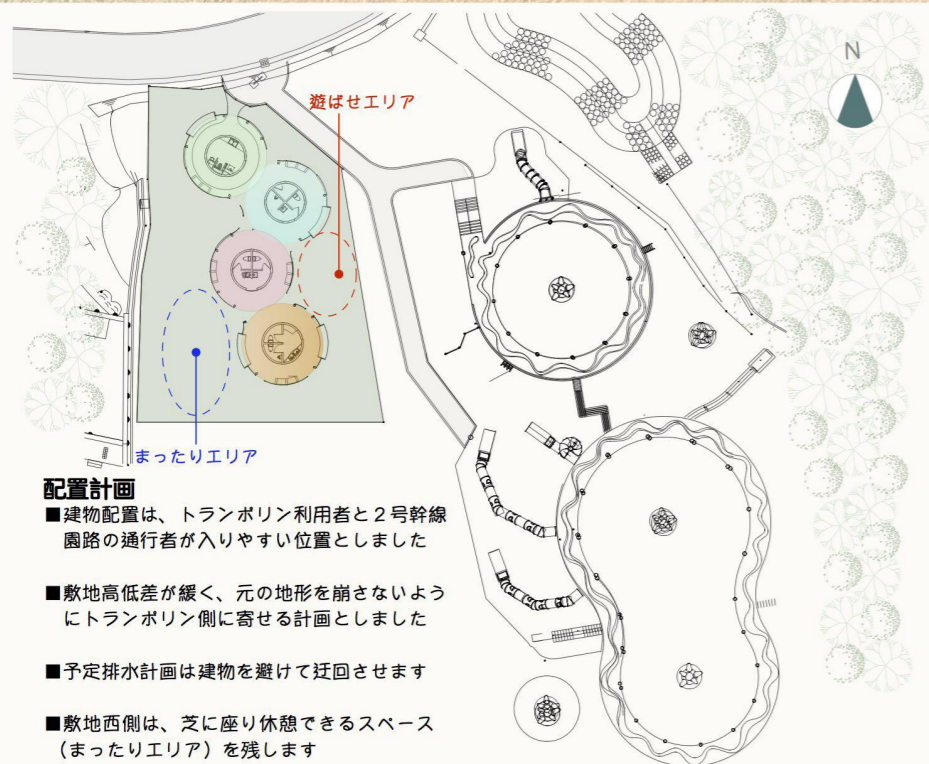 N
遊ばせエリア
まったりエリア
配置計画
■建物配置は、トランポリン利用者と２号幹線
園路の通行者が入りやすい位置としました
■敷地高低差が緩く、元の地形を崩さないよう
にトランポリン側に寄せる計画としました
■予定排水計画は建物を避けて迂回させます
■敷地西側は、芝に座り休憩できるスペース
（まったりエリア）を残します